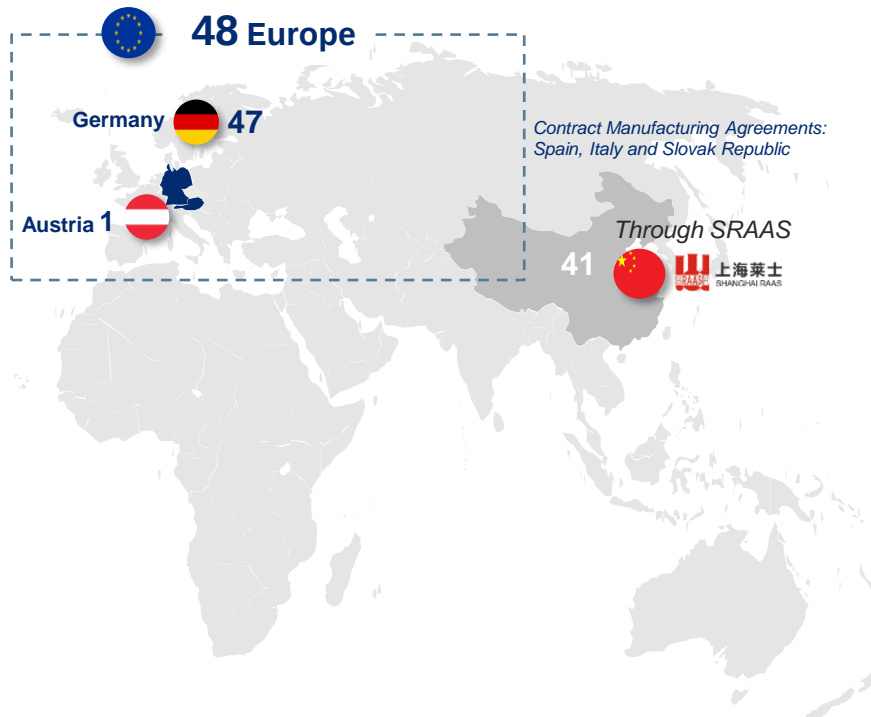 48 Europe
Germany 47
Contract Manufacturing Agreements:
Spain, Italy and Slovak Republic
Austria 1
Through SRAAS
41
上海莱士
SHANGHAI RAAS